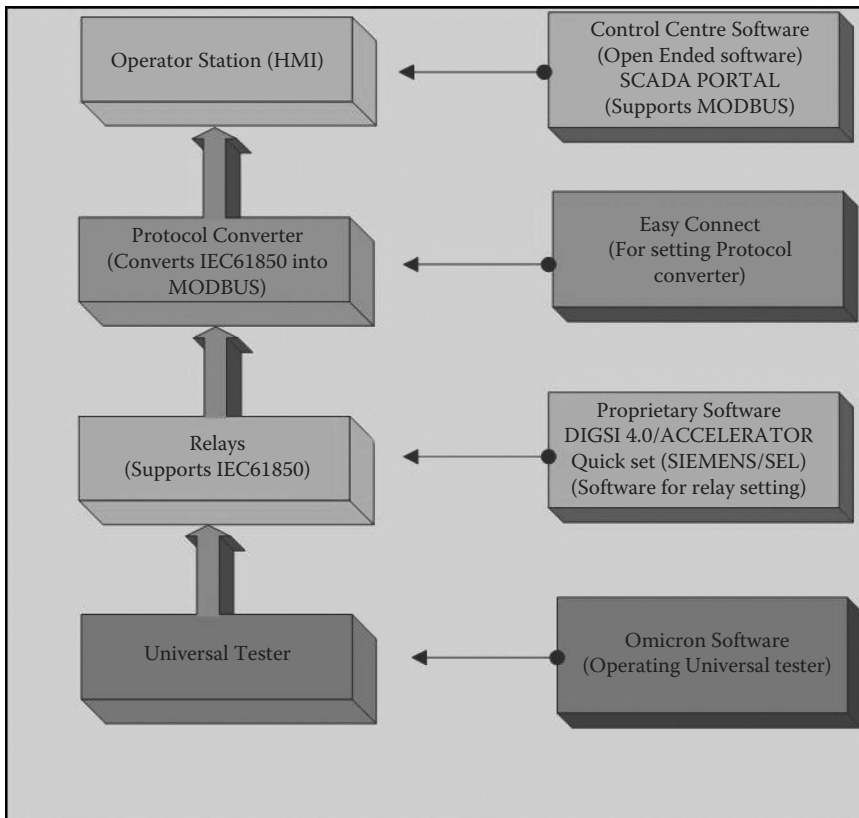 Operator Station (HMI)
Control Centre Software
(Open Ended software)
SCADA PORTAL
(Supports MODBUS)
Protocol Converter
(Converts IEC61850 into
MODBUS)
Easy Connect
(For setting Protocol
converter)
Relays
(Supports IEC61850)
Proprietary Software
DIGSI 4.0/ACCELERATOR
Quick set (SIEMENS/SEL)
(Software for relay setting)
Universal Tester
Omicron Software
(Operating Universal tester)